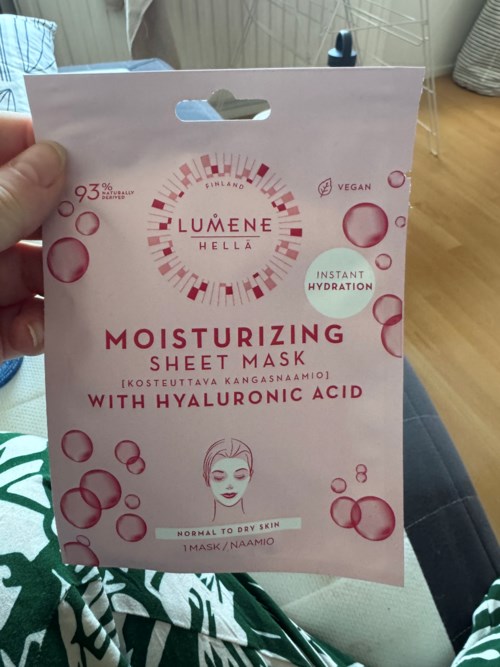 93%
NATURALLY
DERIVED
FINLAND
VEGAN
LUMENE
HELLÄ
INSTANT
HYDRATION
MOISTURIZING
SHEET MASK
[KOSTEUTTAVA KANGASNAAMIO]
WITH HYALURONIC ACID
NORMAL TO DRY SKIN
1 MASK / NAAMIO